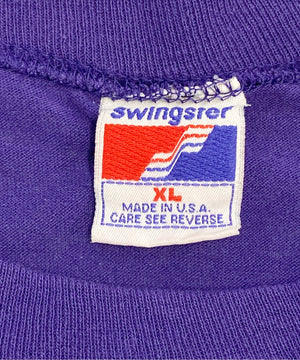 swingster
XL
MADE IN U.S.A.
CARE SEE REVERSE